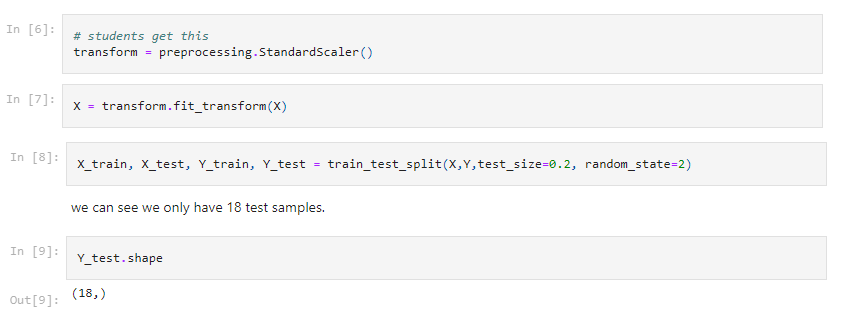 In [6]:
# students get this
transform = preprocessing.StandardScaler()
In [7]:
X = transform.fit_transform(X)
In [8]:
X_train, X_test, Y_train, Y_test = train_test_split(X,Y,test_size=0.2, random_state=2)
we can see we only have 18 test samples.
In [9]:
Y_test.shape
Out[9]:
(18,)